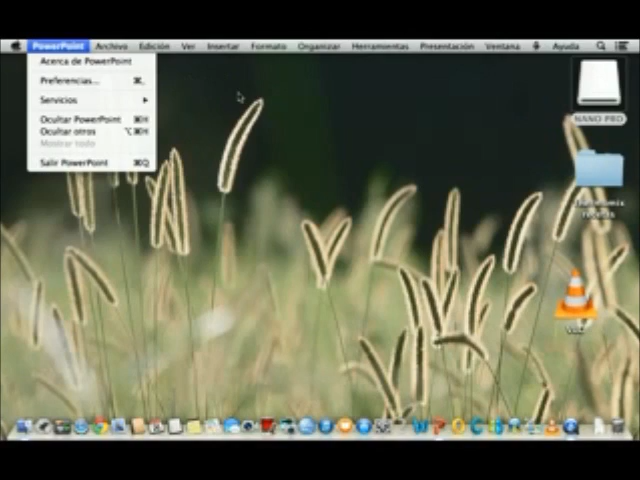 PowerPoint Archivo Edición Ver Insertar Formato Organizar Herramientas Presentación Ventana Ayuda
Acerca de PowerPoint
Preferencias... ⌘,
Servicios
Ocultar PowerPoint ⌘H
Ocultar otros ⌥⌘H
Mostrar todo
Salir PowerPoint ⌘Q
NANO PRO
VLC